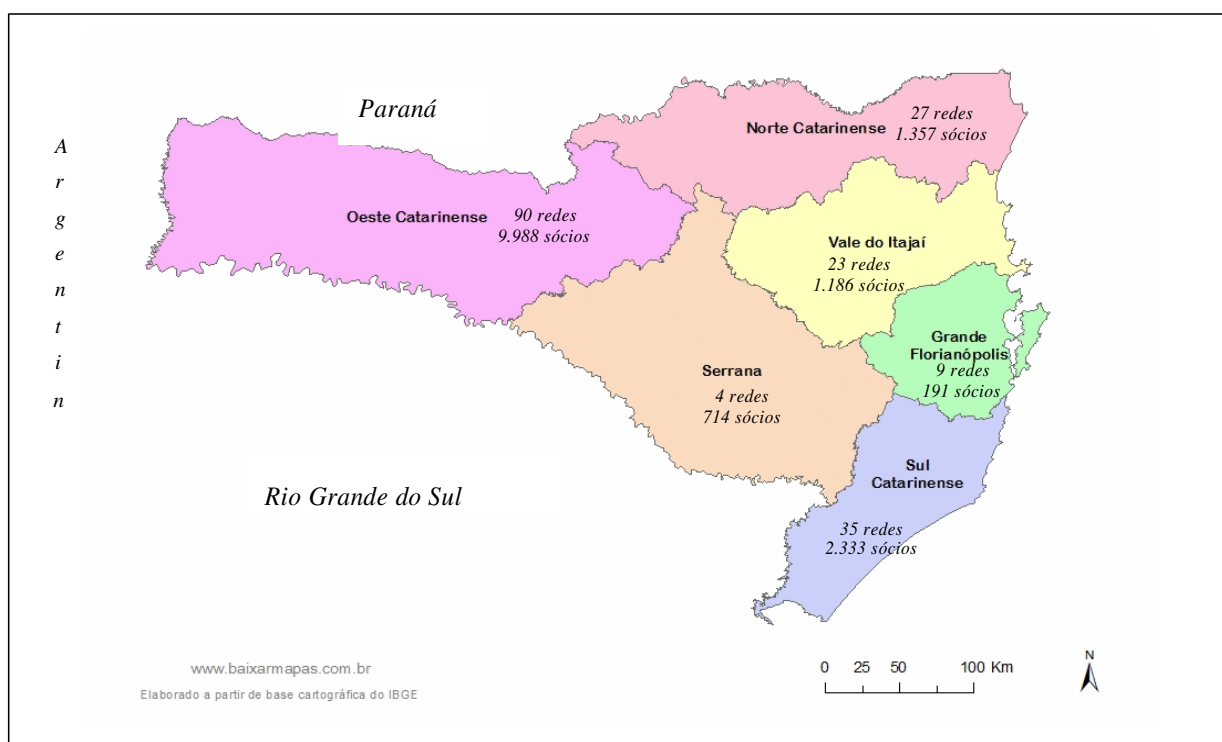 Paraná
Argentin
Norte Catarinense
27 redes
1.357 sócios
Oeste Catarinense
90 redes
9.988 sócios
Vale do Itajaí
23 redes
1.186 sócios
Grande
Florianópolis
9 redes
191 sócios
Serrana
4 redes
714 sócios
Sul
Catarinense
35 redes
2.333 sócios
Rio Grande do Sul
www.baixarmapas.com.br
Elaborado a partir de base cartográfica do IBGE
0 25 50 100 Km
N